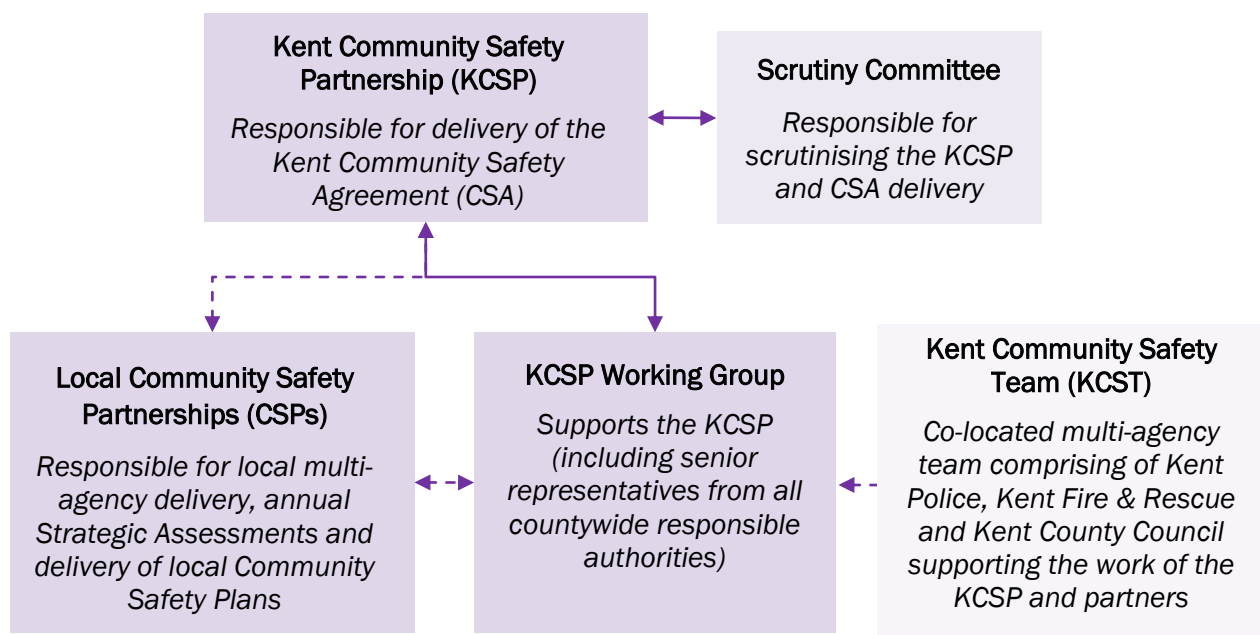 Kent Community Safety
Partnership (KCSP)
Responsible for delivery of the
Kent Community Safety
Agreement (CSA)
Scrutiny Committee
Responsible for
scrutinising the KCSP
and CSA delivery
Local Community Safety
Partnerships (CSPs)
Responsible for local multi-
agency delivery, annual
Strategic Assessments and
delivery of local Community
Safety Plans
KCSP Working Group
Supports the KCSP
(including senior
representatives from all
countywide responsible
authorities)
Kent Community Safety
Team (KCST)
Co-located multi-agency
team comprising of Kent
Police, Kent Fire & Rescue
and Kent County Council
supporting the work of the
KCSP and partners